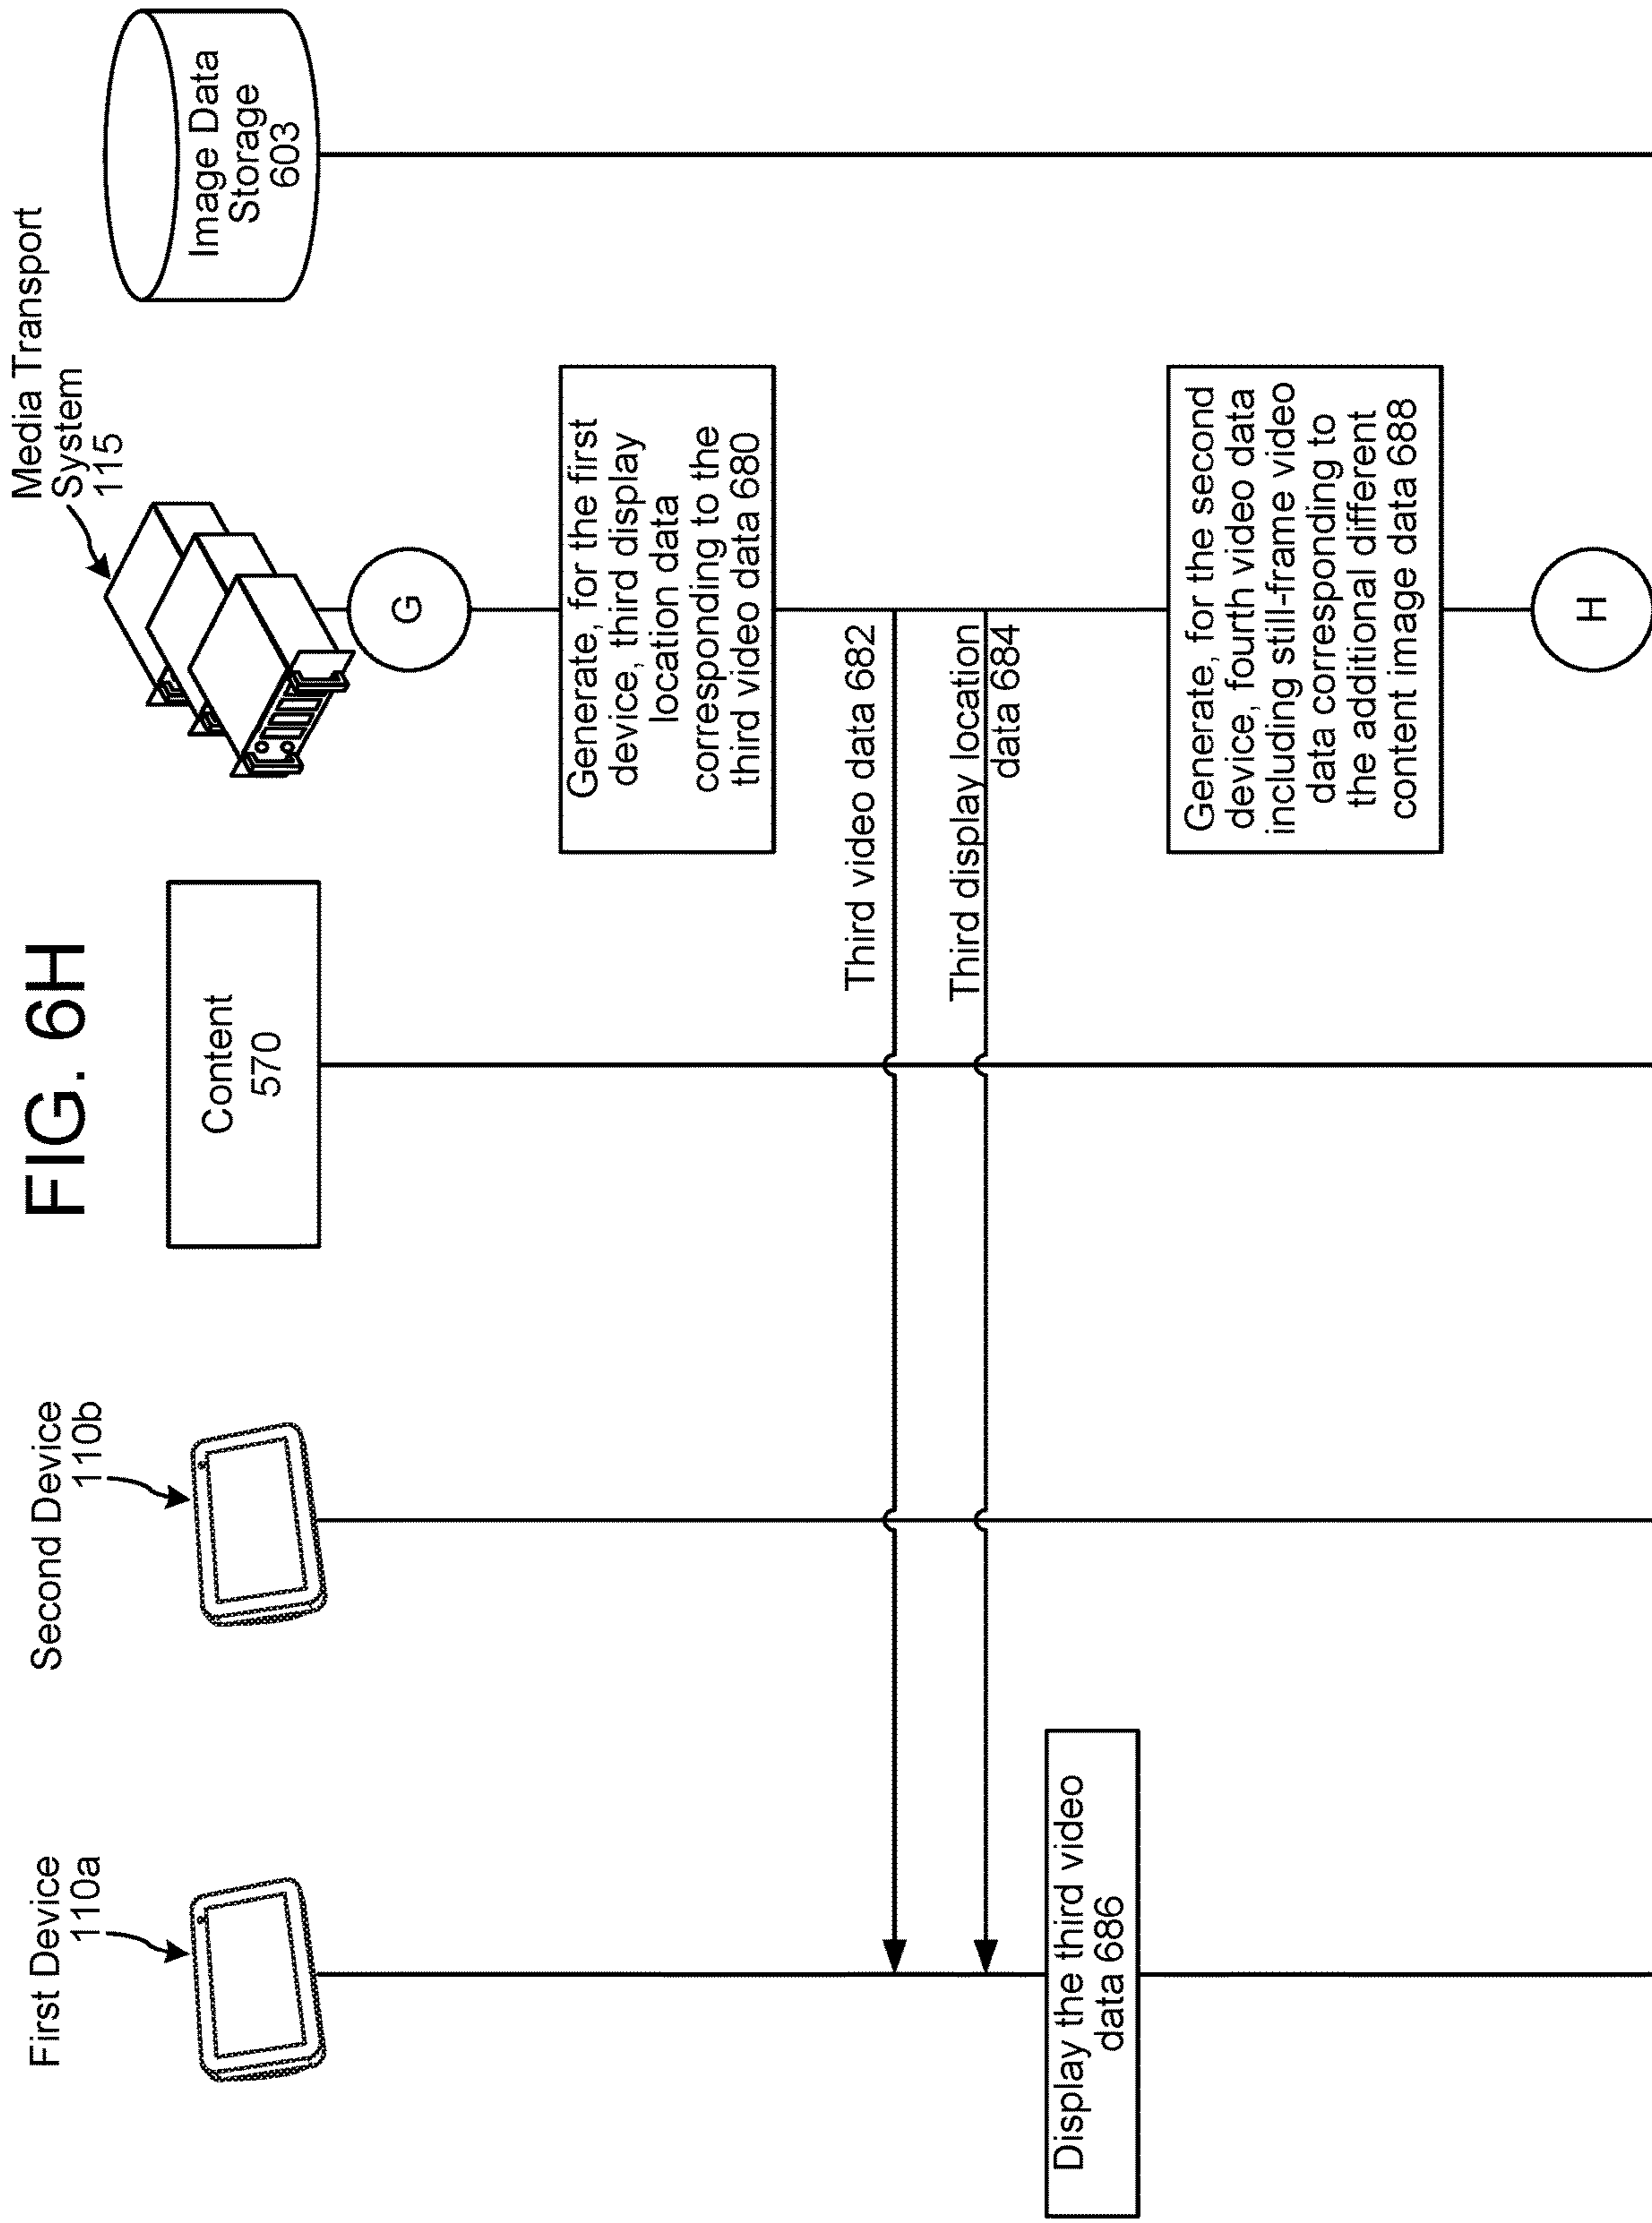 FIG. 6H
First Device
110a
Second Device
110b
Content
570
Media Transport
System
115
Image Data
Storage
603
G
Generate, for the first
device, third display
location data
corresponding to the
third video data 680
Third video data 682
Third display location
data 684
Display the third video
data 686
Generate, for the second
device, fourth video data
including still-frame video
data corresponding to
the additional different
content image data 688
H